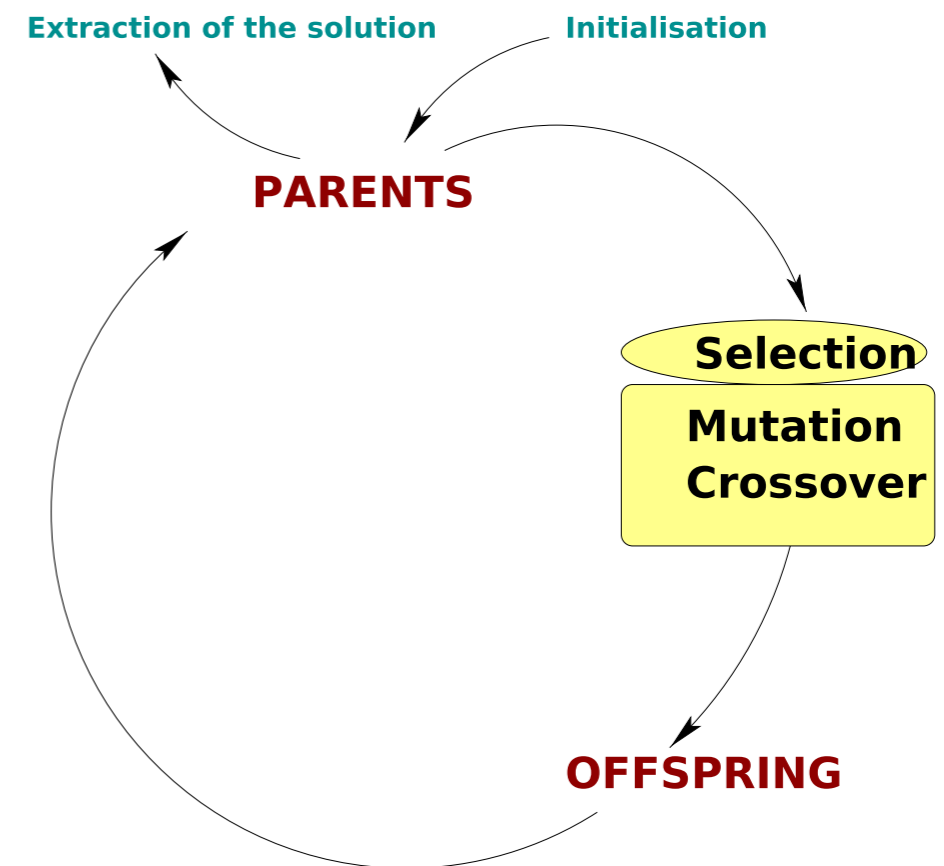 Extraction of the solution
Initialisation
PARENTS
Selection
Mutation
Crossover
OFFSPRING